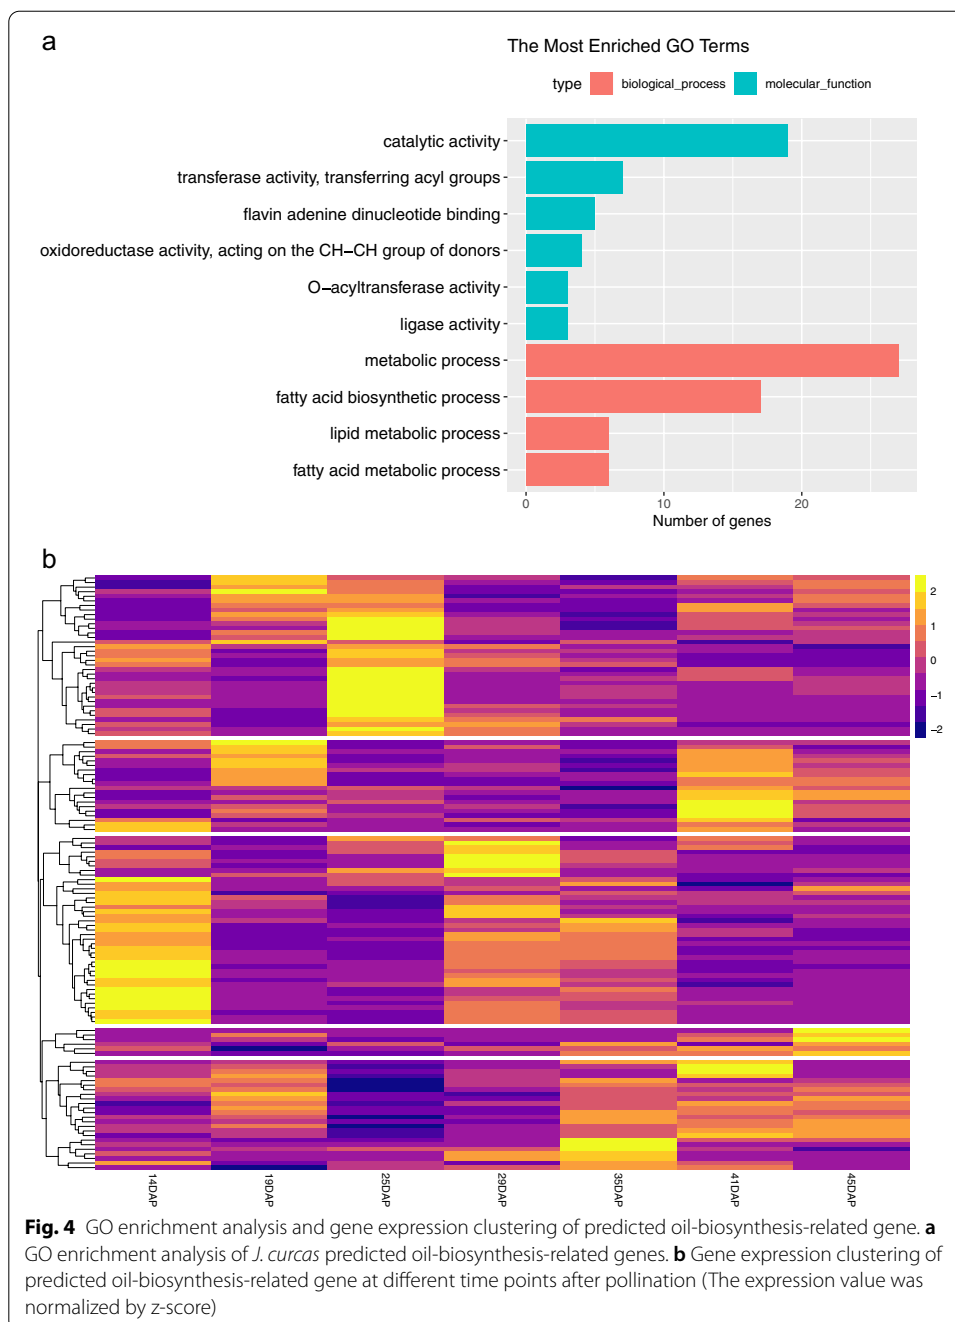 a
The Most Enriched GO Terms
type biological_process molecular_function
catalytic activity
transferase activity, transferring acyl groups
flavin adenine dinucleotide binding
oxidoreductase activity, acting on the CH−CH group of donors
O−acyltransferase activity
ligase activity
metabolic process
fatty acid biosynthetic process
lipid metabolic process
fatty acid metabolic process
0 10 20
Number of genes
b
2
1
0
−1
−2
14DAP 19DAP 25DAP 29DAP 35DAP 41DAP 45DAP
Fig. 4 GO enrichment analysis and gene expression clustering of predicted oil-biosynthesis-related gene. a
GO enrichment analysis of J. curcas predicted oil-biosynthesis-related genes. b Gene expression clustering of
predicted oil-biosynthesis-related gene at different time points after pollination (The expression value was
normalized by z-score)